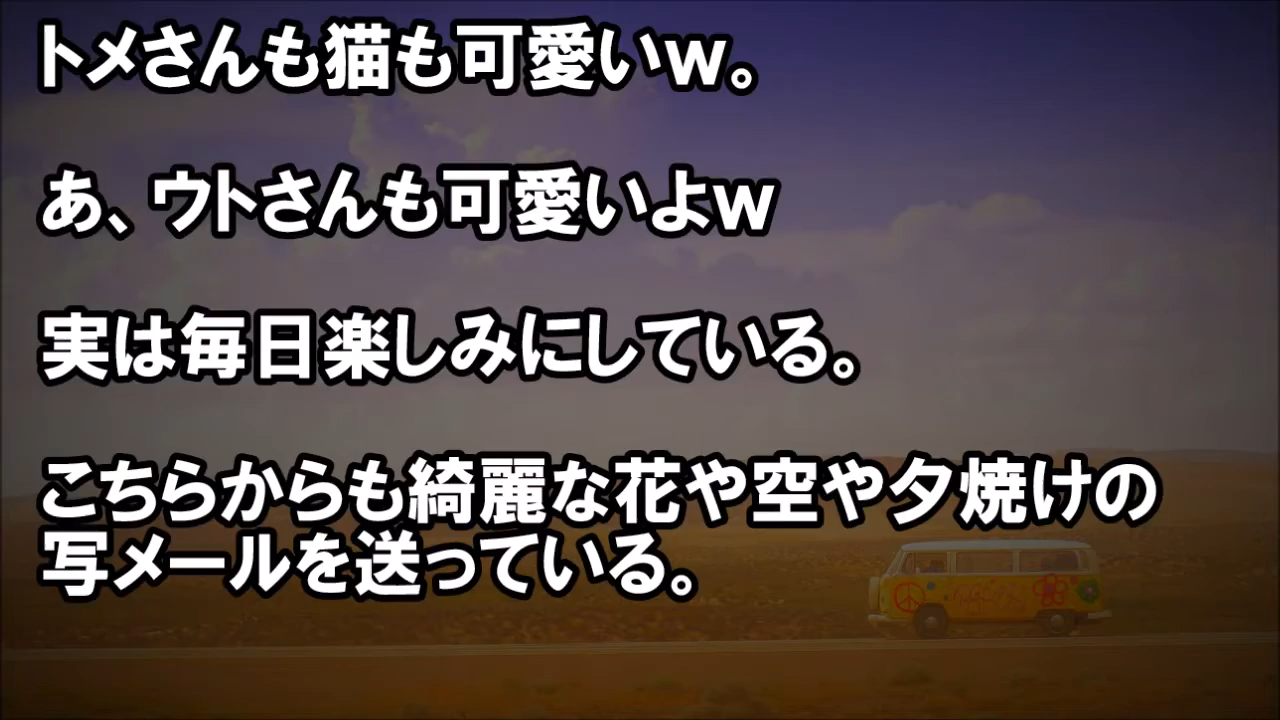 トメさんも猫も可愛いｗ。
あ、ウトさんも可愛いよｗ
実は毎日楽しみにしている。
こちらからも綺麗な花や空や夕焼けの
写メールを送っている。